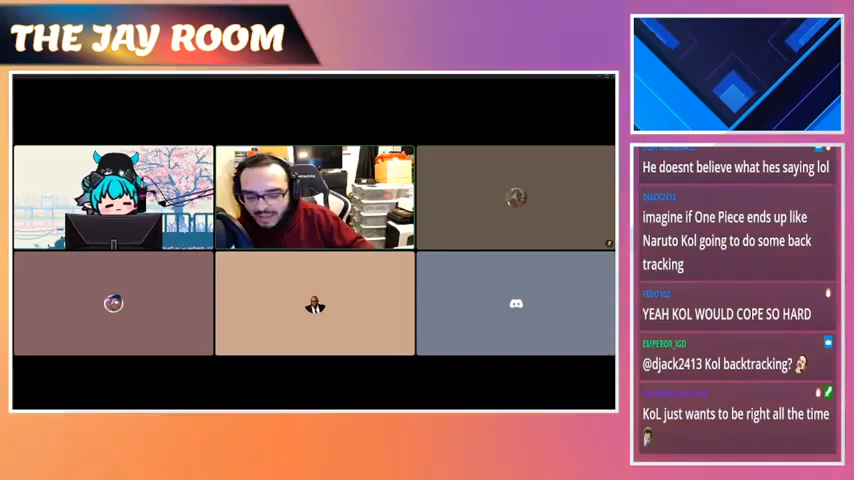 THE JAY ROOM
He doesnt believe what hes saying lol
DJACK2413
imagine if One Piece ends up like
Naruto Kol going to do some back
tracking
FEDO102
YEAH KOL WOULD COPE SO HARD
EMPEROR_IGD
@djack2413 Kol backtracking?
KoL just wants to be right all the time